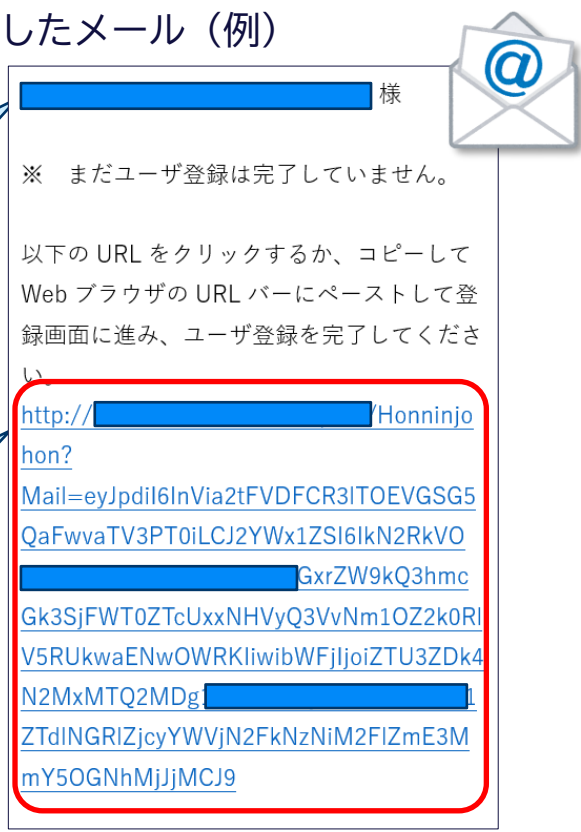 したメール（例）
@
様
※　まだユーザ登録は完了していません。
以下の URL をクリックするか、コピーして
Web ブラウザの URL バーにペーストして登
録画面に進み、ユーザ登録を完了してくださ
い。
http:// /Honninjo
hon?
Mail=eyJpdiI6InVia2tFVDFCR3lTOEVGSG5
QaFwvaTV3PT0iLCJ2YWx1ZSI6IkN2RkVO
GxrZW9kQ3hmc
Gk3SjFWT0ZTcUxxNHVyQ3VvNm1OZ2k0Rl
V5RUkwaENwOWRKIiwibWFjIjoiZTU3ZDk4
N2MxMTQ2MDg1 1
ZTdlNGRlZjcyYWVjN2FkNzNiM2FlZmE3M
mY5OGNhMjJjMCJ9